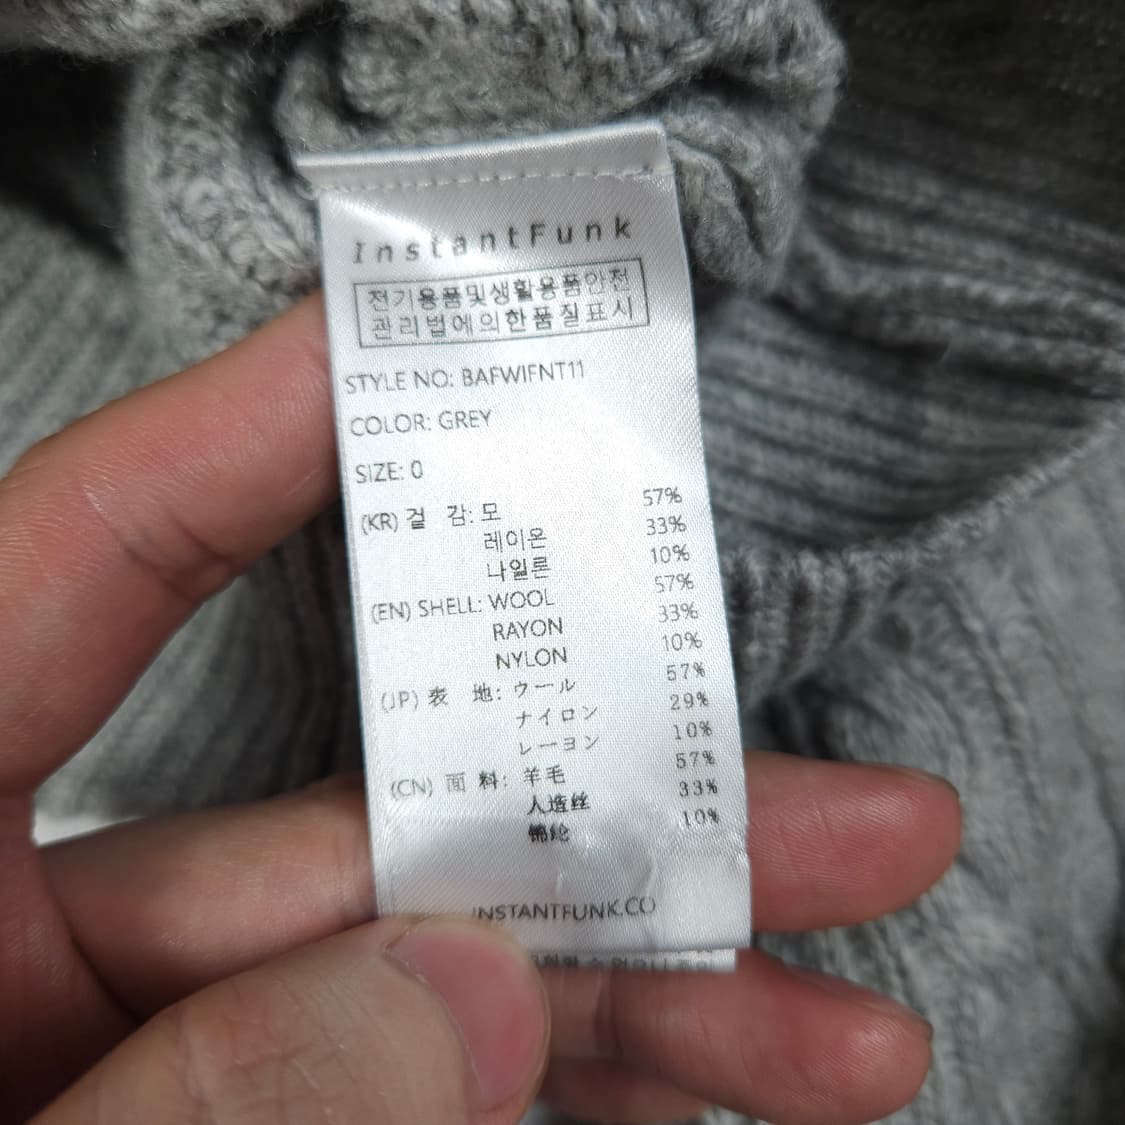 InstantFunk
전기용품및생활용품안전
관리법에의한품질표시
STYLE NO: BAFWIFNT11
COLOR: GREY
SIZE: 0
(KR) 겉 감: 모 57%
레이온 33%
나일론 10%
(EN) SHELL: WOOL 57%
RAYON 33%
NYLON 10%
(JP) 表 地: ウール 57%
ナイロン 29%
レーヨン 10%
(CN) 面 料: 羊毛 57%
人造丝 33%
锦纶 10%
INSTANTFUNK.CO